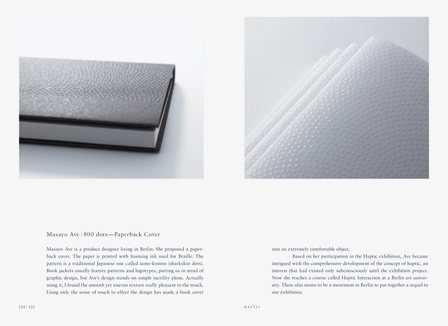 Masayo Ave | 800 dots—Paperback Cover
Masayo Ave is a product designer living in Berlin. She proposed a paper-
back cover. The paper is printed with foaming ink used for Braille. The
pattern is a traditional Japanese one called same-komon (sharkskin dots).
Book jackets usually feature patterns and logotypes, putting us in mind of
graphic design, but Ave's design stands on simple tactility alone. Actually
using it, I found the smooth yet uneven texture really pleasant to the touch.
Using only the sense of touch to effect the design has made a book cover
into an extremely comfortable object.
Based on her participation in the Haptic exhibition, Ave became
intrigued with the comprehensive development of the concept of haptic, an
interest that had existed only subconsciously until the exhibition project.
Now she teaches a course called Haptic Interaction at a Berlin art univer-
sity. There also seems to be a movement in Berlin to put together a sequel to
our exhibition.
HAPTIC